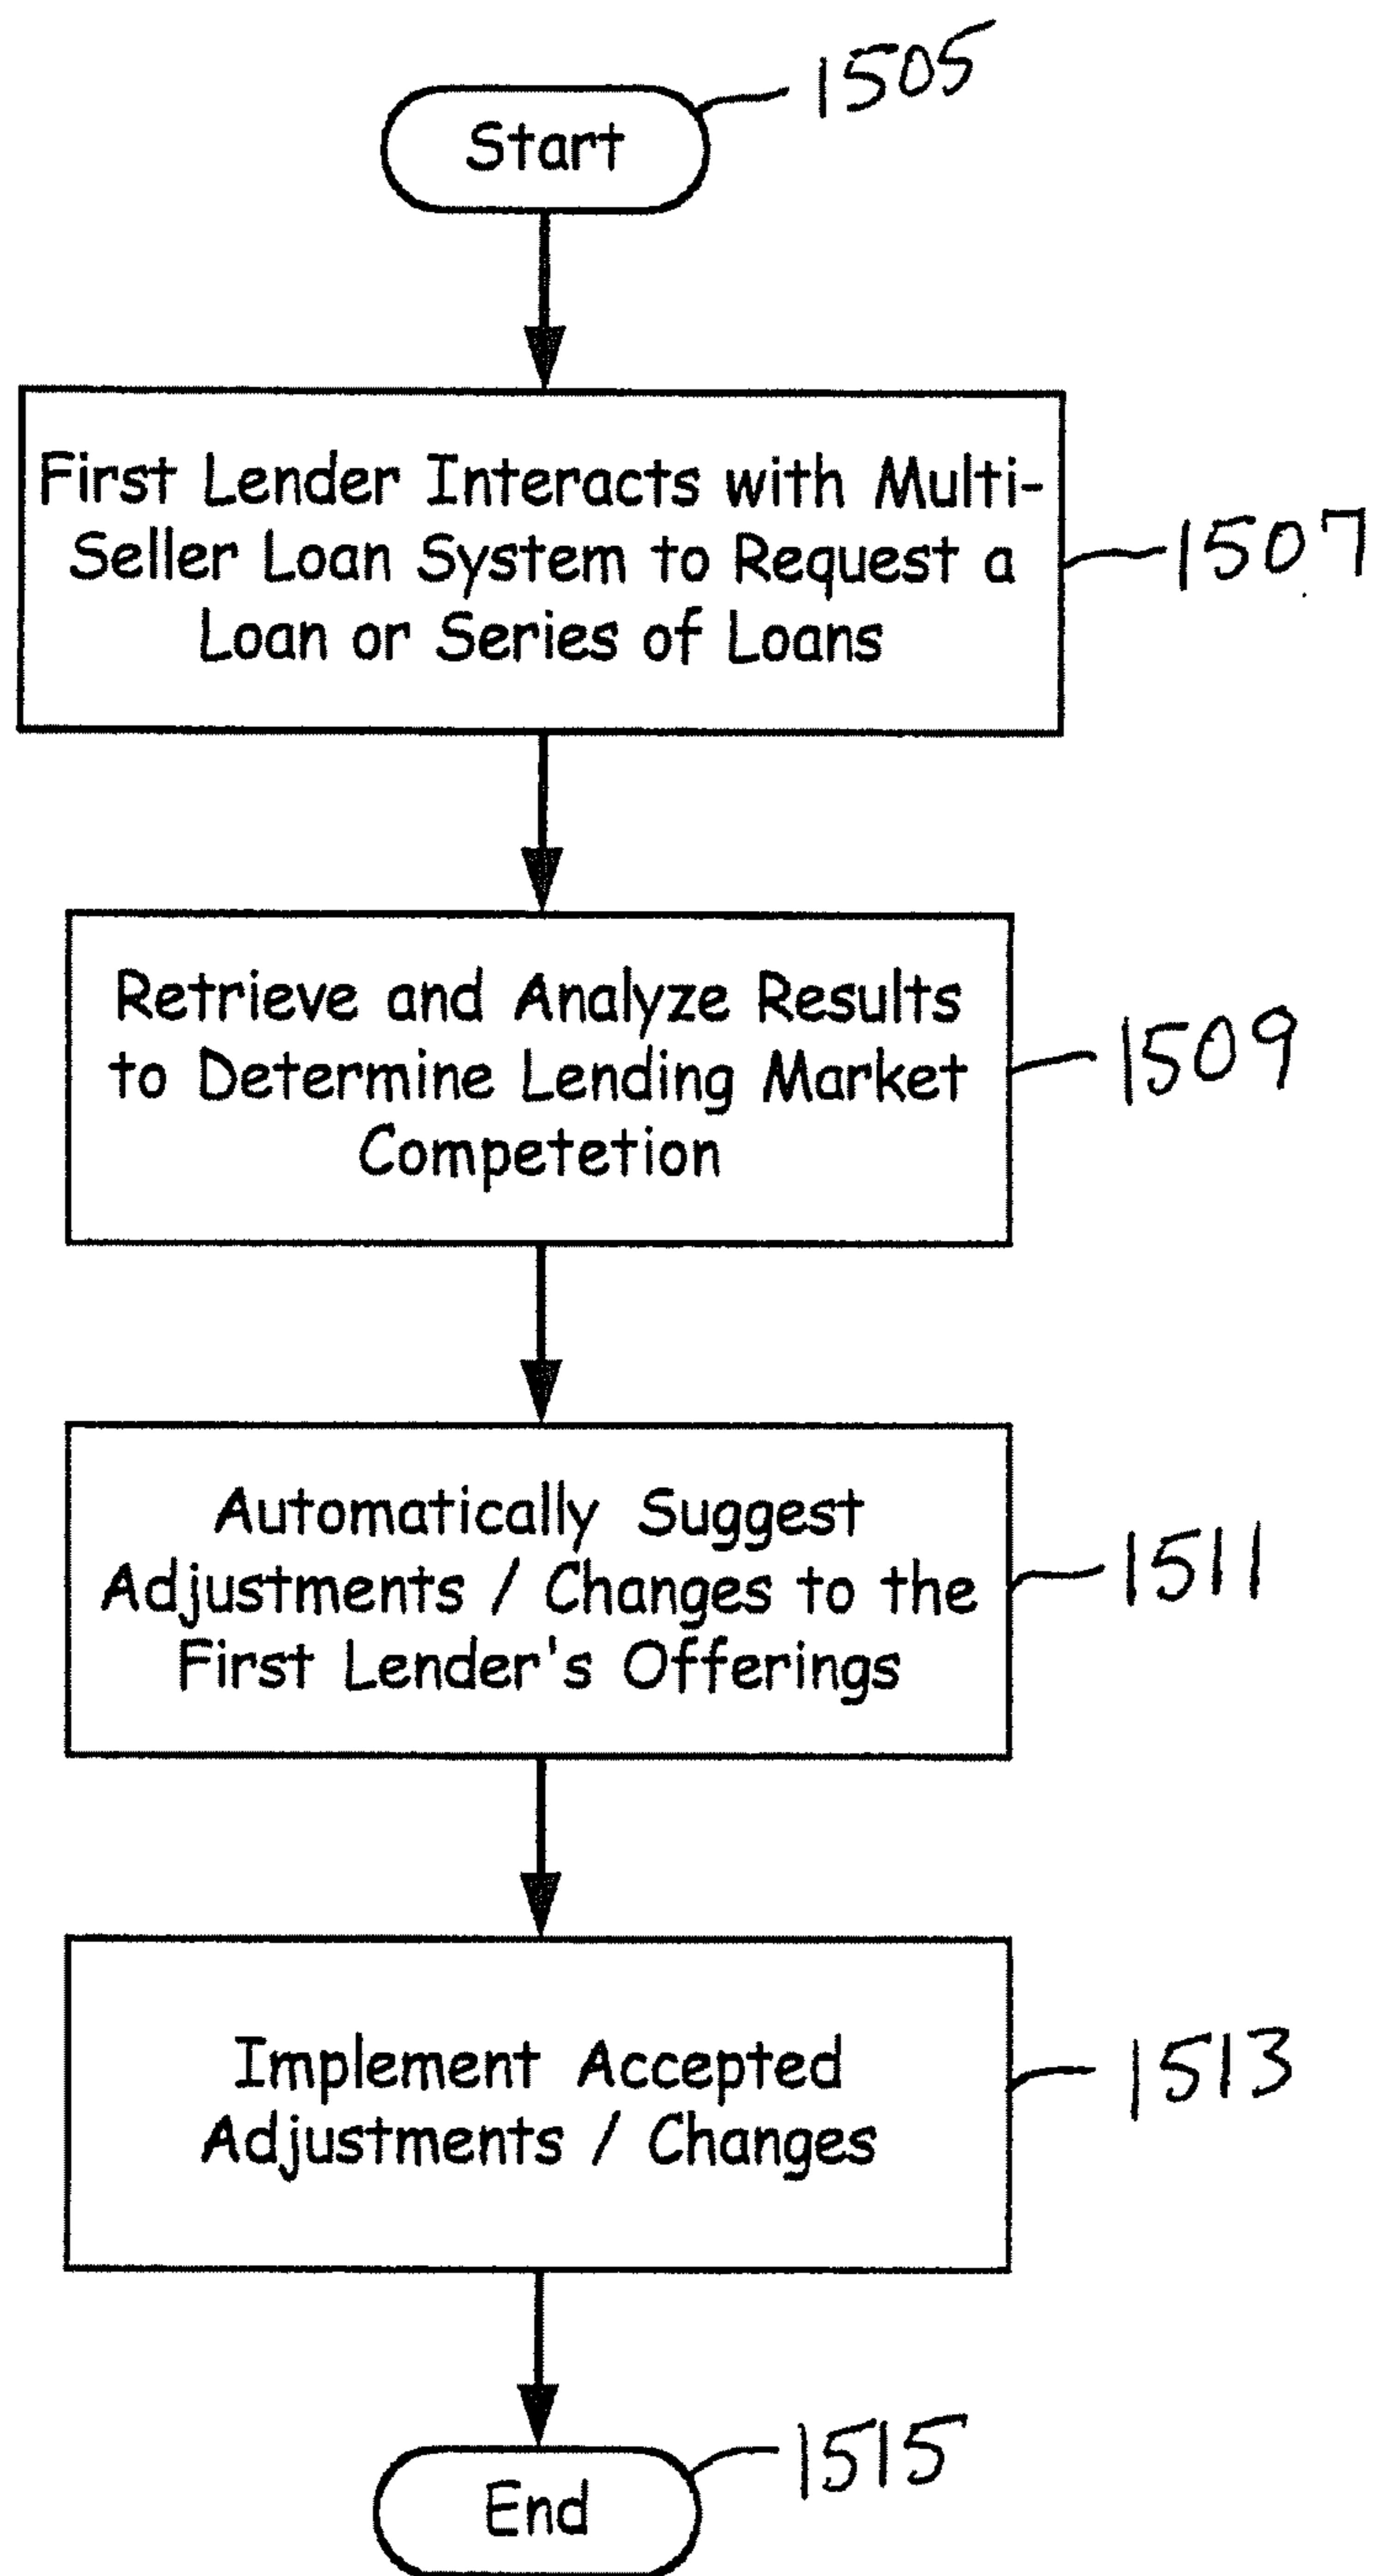 Start
1505
First Lender Interacts with Multi-
Seller Loan System to Request a
Loan or Series of Loans
1507
Retrieve and Analyze Results
to Determine Lending Market
Competetion
1509
Automatically Suggest
Adjustments / Changes to the
First Lender's Offerings
1511
Implement Accepted
Adjustments / Changes
1513
End
1515